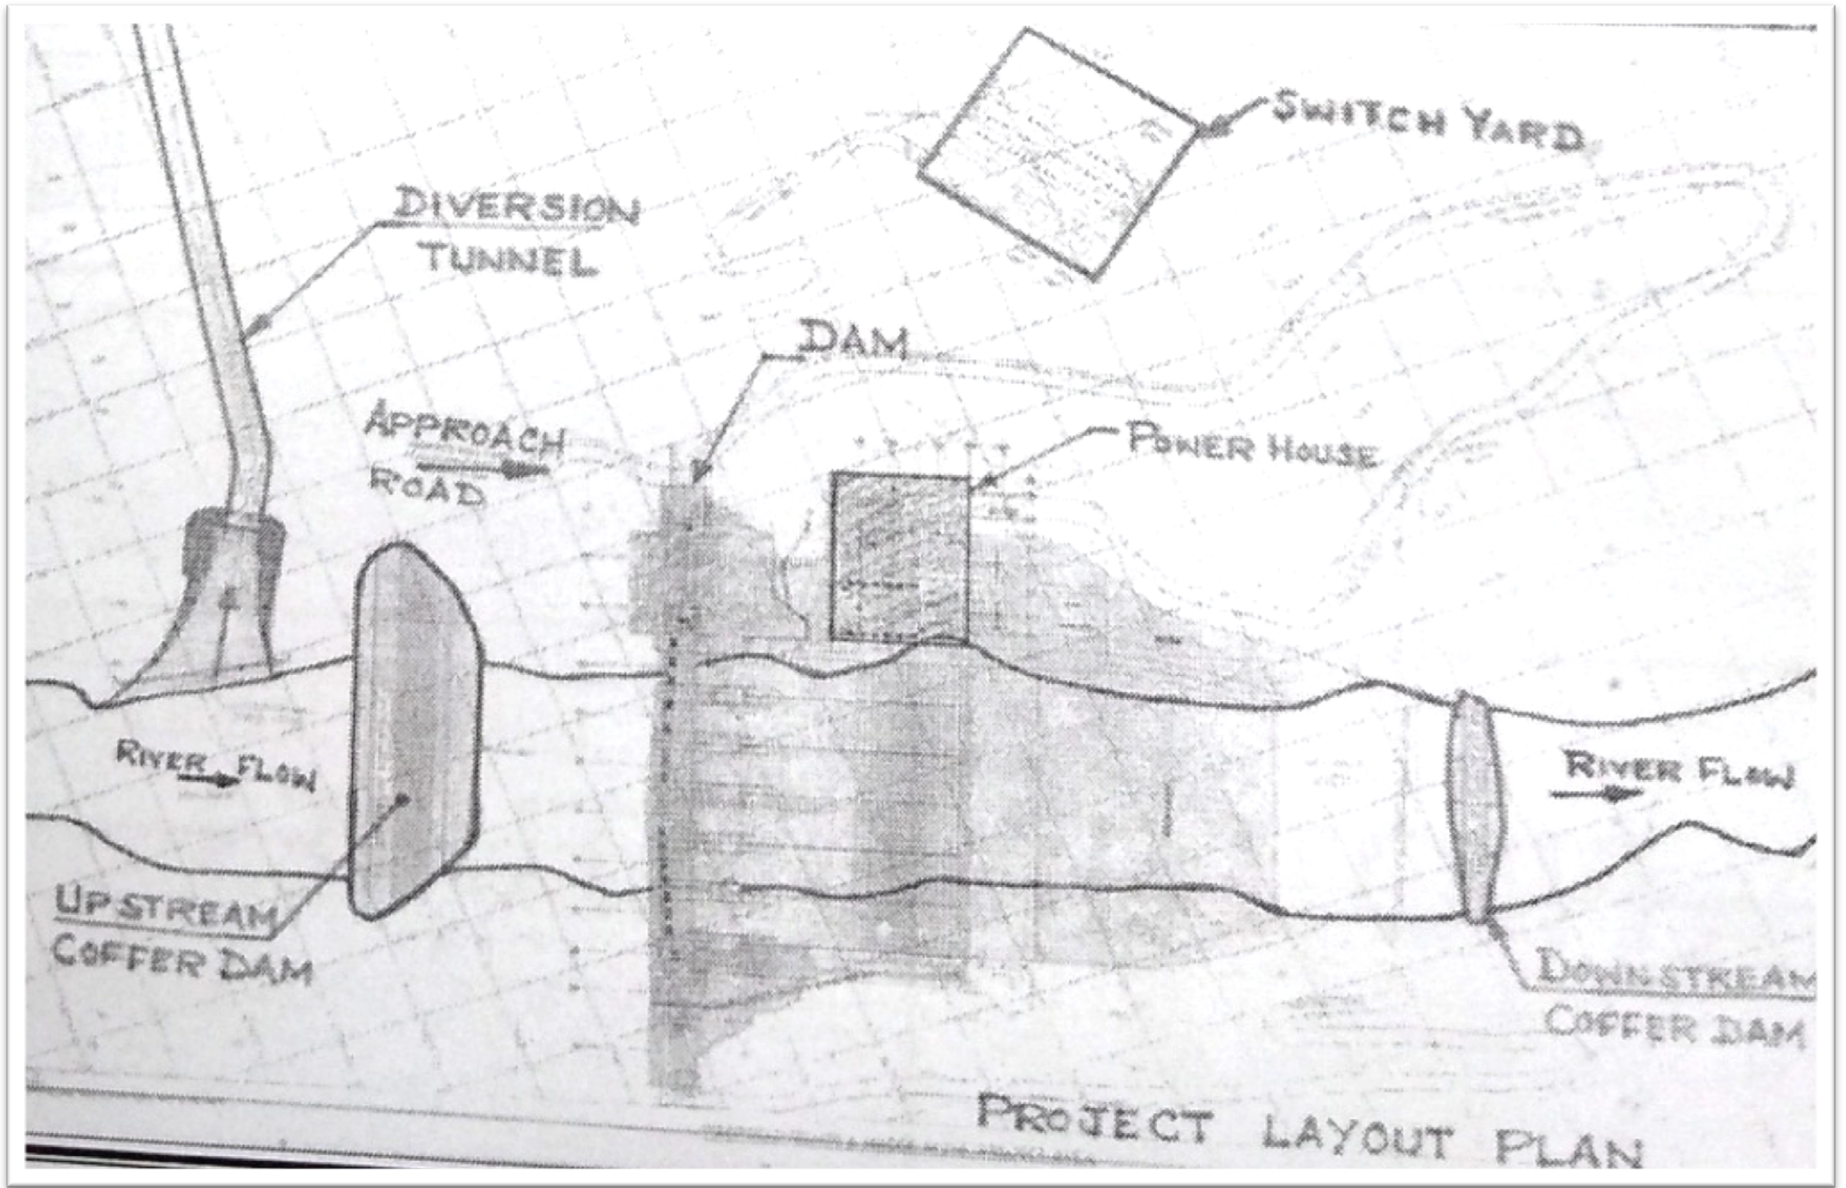 SWITCH YARD
DIVERSION
TUNNEL
DAM
APPROACH
ROAD
POWER HOUSE
RIVER FLOW
RIVER FLOW
UPSTREAM
COFFER DAM
DOWNSTREAM
COFFER DAM
PROJECT LAYOUT PLAN